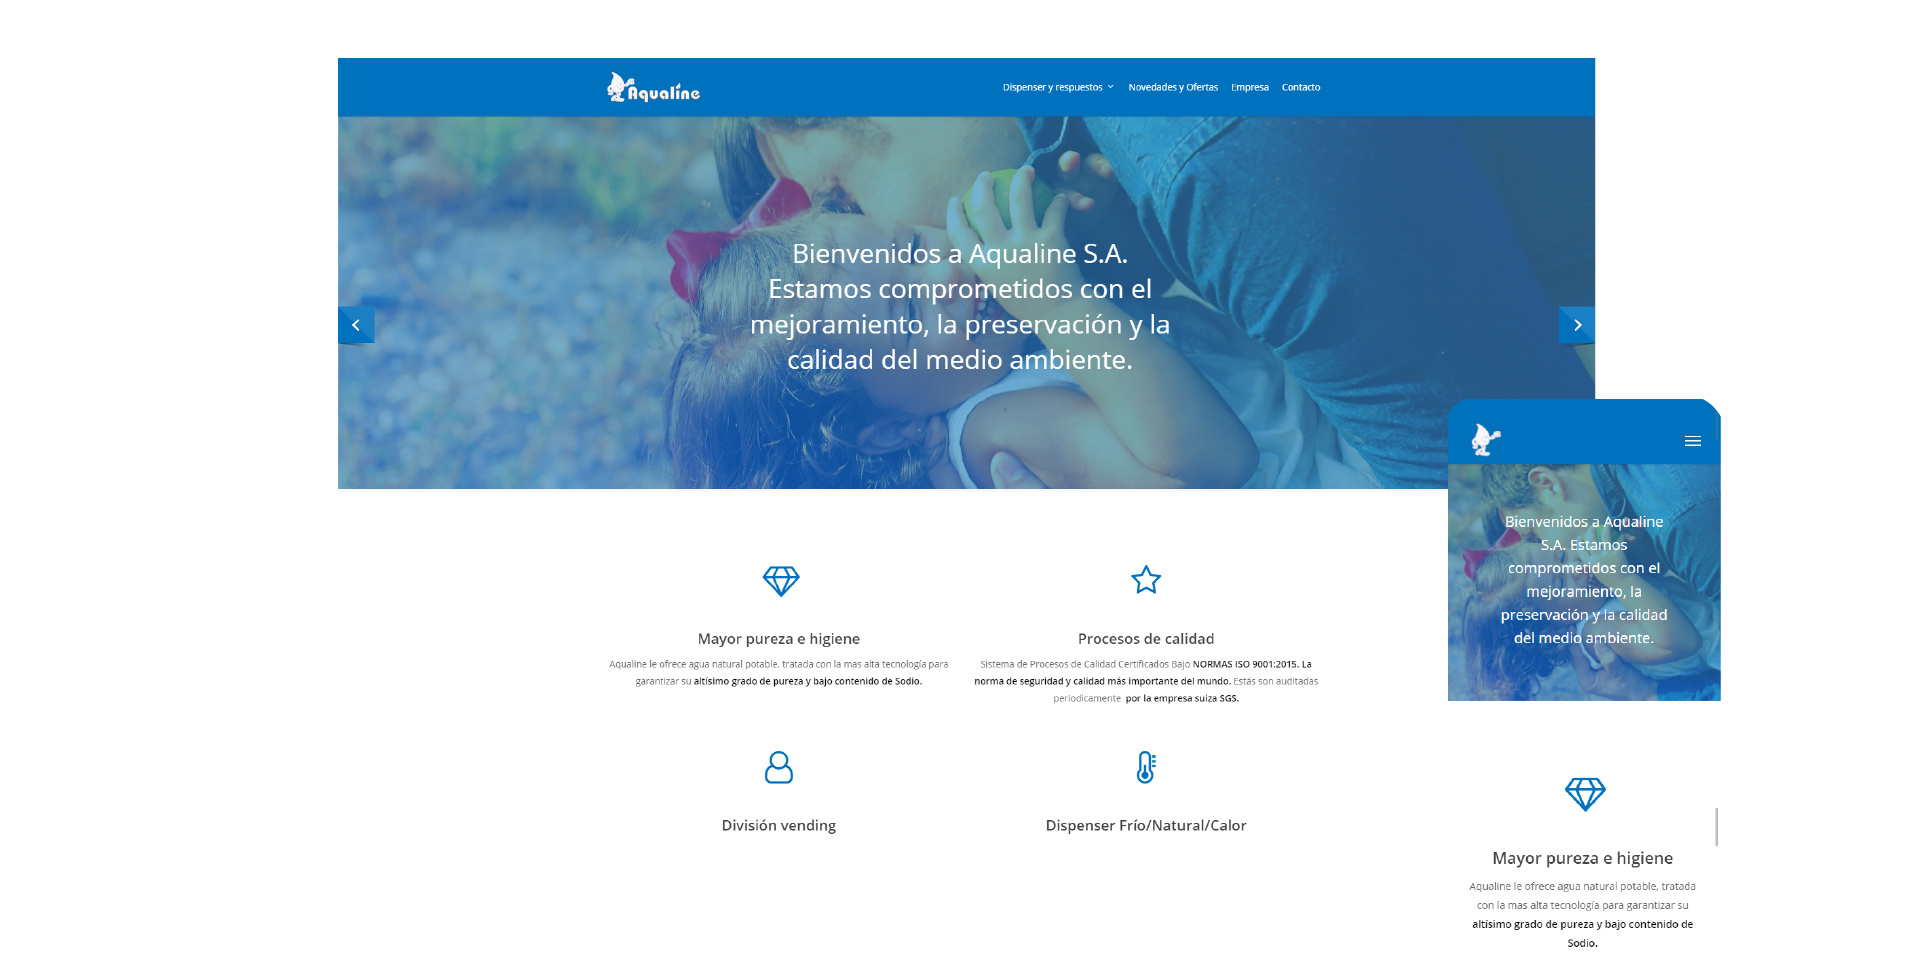 Aqualine
Dispenser y respuestos
Novedades y Ofertas
Empresa
Contacto
Bienvenidos a Aqualine S.A.
Estamos comprometidos con el
mejoramiento, la preservación y la
calidad del medio ambiente.
Mayor pureza e higiene
Aqualine le ofrece agua natural potable, tratada con la mas alta tecnología para
garantizar su altísimo grado de pureza y bajo contenido de Sodio.
Procesos de calidad
Sistema de Procesos de Calidad Certificados Bajo NORMAS ISO 9001:2015. La
norma de seguridad y calidad más importante del mundo. Estás son auditadas
periodicamente por la empresa suiza SGS.
División vending
Dispenser Frío/Natural/Calor
Bienvenidos a Aqualine
S.A. Estamos
comprometidos con el
mejoramiento, la
preservación y la calidad
del medio ambiente.
Mayor pureza e higiene
Aqualine le ofrece agua natural potable, tratada
con la mas alta tecnología para garantizar su
altísimo grado de pureza y bajo contenido de
Sodio.